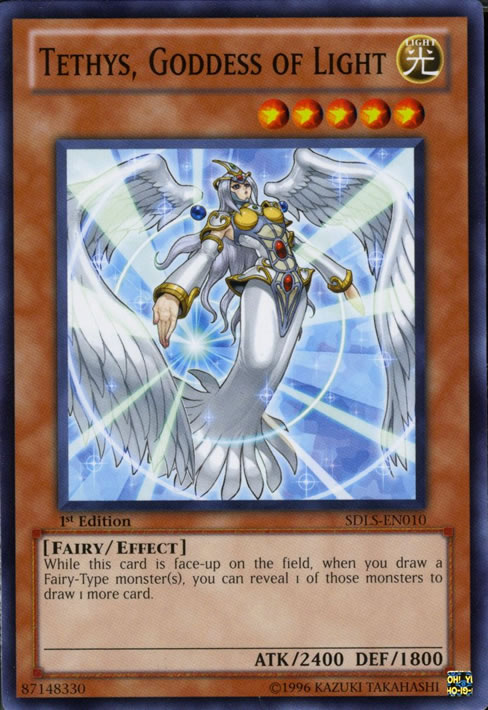 TETHYS, GODDESS OF LIGHT
LIGHT
光
1st Edition
SDLS-EN010
[FAIRY/EFFECT]
While this card is face-up on the field, when you draw a
Fairy-Type monster(s), you can reveal 1 of those monsters to
draw 1 more card.
ATK/2400 DEF/1800
87148330
©1996 KAZUKI TAKAHASHI